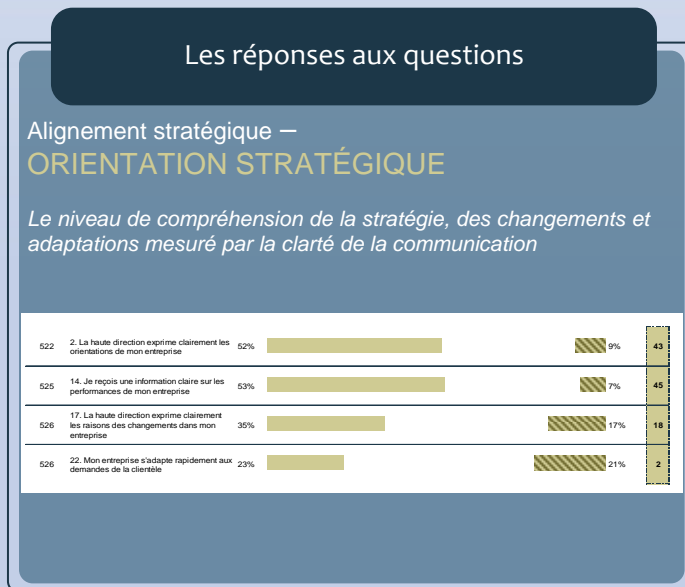 Les réponses aux questions
Alignement stratégique –
ORIENTATION STRATÉGIQUE
Le niveau de compréhension de la stratégie, des changements et
adaptations mesuré par la clarté de la communication
522 2. La haute direction exprime clairement les
orientations de mon entreprise 52% 9% 43
525 14. Je reçois une information claire sur les
performances de mon entreprise 53% 7% 45
526 17. La haute direction exprime clairement
les raisons des changements dans mon
entreprise 35% 17% 18
526 22. Mon entreprise s'adapte rapidement aux
demandes de la clientèle 23% 21% 2